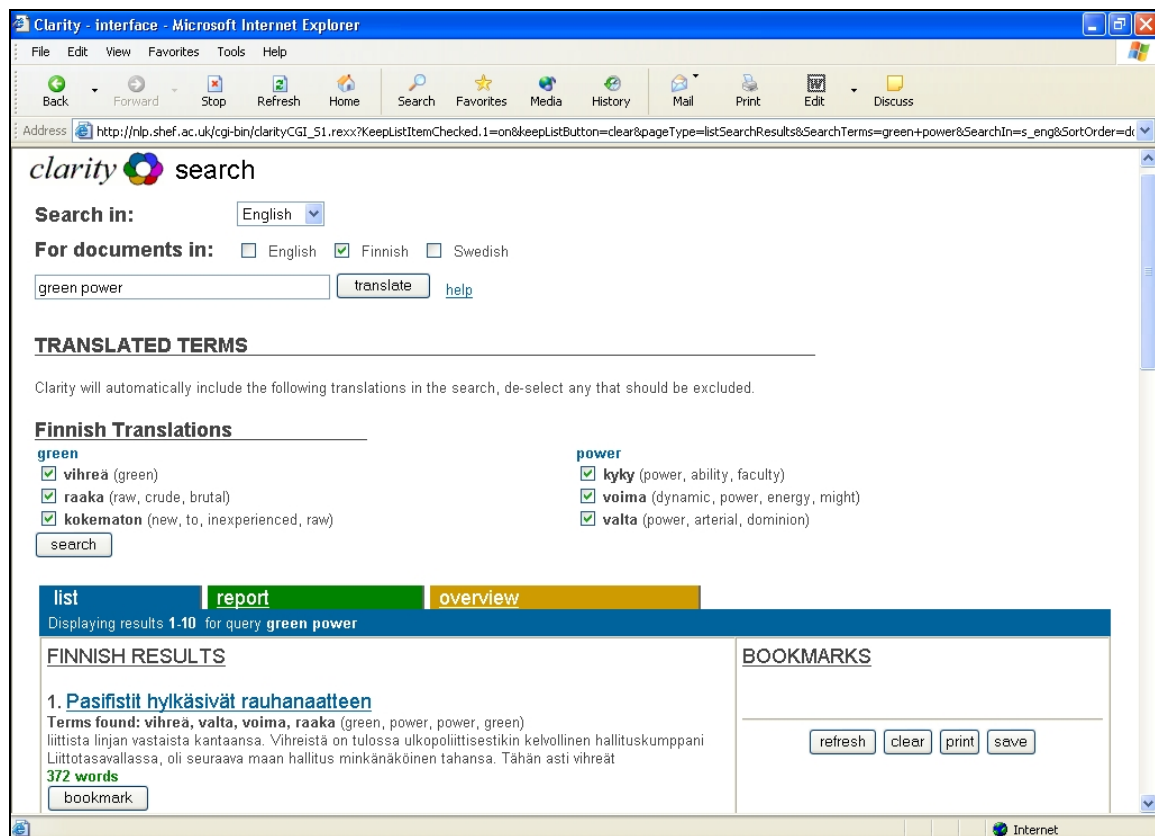 Clarity - interface - Microsoft Internet Explorer
File Edit View Favorites Tools Help
Back Forward Stop Refresh Home Search Favorites Media History Mail Print Edit Discuss
Address http://nlp.shef.ac.uk/cgi-bin/clarityCGI_S1.rexx?KeepListItemChecked.1=on&keepListButton=clear&pageType=listSearchResults&SearchTerms=green+power&SearchIn=s_eng&SortOrder=do
clarity search
Search in: English
For documents in: English Finnish Swedish
green power translate help
TRANSLATED TERMS
Clarity will automatically include the following translations in the search, de-select any that should be excluded.
Finnish Translations
green power
vihreä (green) kyky (power, ability, faculty)
raaka (raw, crude, brutal) voima (dynamic, power, energy, might)
kokematon (new, to, inexperienced, raw) valta (power, arterial, dominion)
search
list report overview
Displaying results 1-10 for query green power
FINNISH RESULTS BOOKMARKS
1. Pasifistit hylkäsivät rauhanaatteen
Terms found: vihreä, valta, voima, raaka (green, power, power, green)
liittista linjan vastaista kantaansa. Vihreistä on tulossa ulkopoliittisestikin kelvollinen hallituskumppani
Liittotasavallassa, oli seuraava maan hallitus minkänäköinen tahansa. Tähän asti vihreät
372 words
refresh clear print save
bookmark
Internet